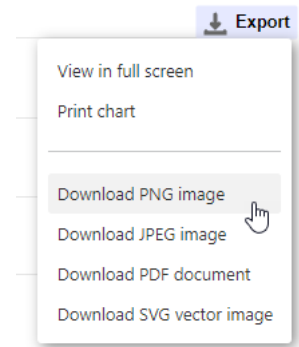 Export
View in full screen
Print chart
Download PNG image
Download JPEG image
Download PDF document
Download SVG vector image